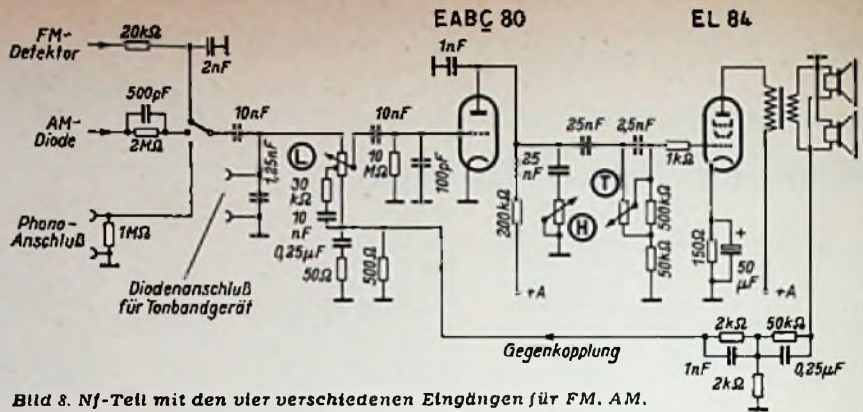 EABC 80
EL 84
FM-
Detektor
20kΩ
2nF
1nF
500pF
AM-
Diode
2MΩ
10nF
10nF
25nF
2,5nF
1kΩ
1,25nF
L
30
kΩ
10
nF
10
MΩ
100pF
200kΩ
25
nF
H
T
500kΩ
50kΩ
150Ω
50
µF
Phono-
Anschluß
1MΩ
0,25µF
50Ω
500Ω
+A
+A
Diodenanschluß
für Tonbandgerät
Gegenkopplung
2kΩ
50kΩ
1nF
2kΩ
0,25µF
Bild 8. Nf-Teil mit den vier verschiedenen Eingängen für FM, AM,